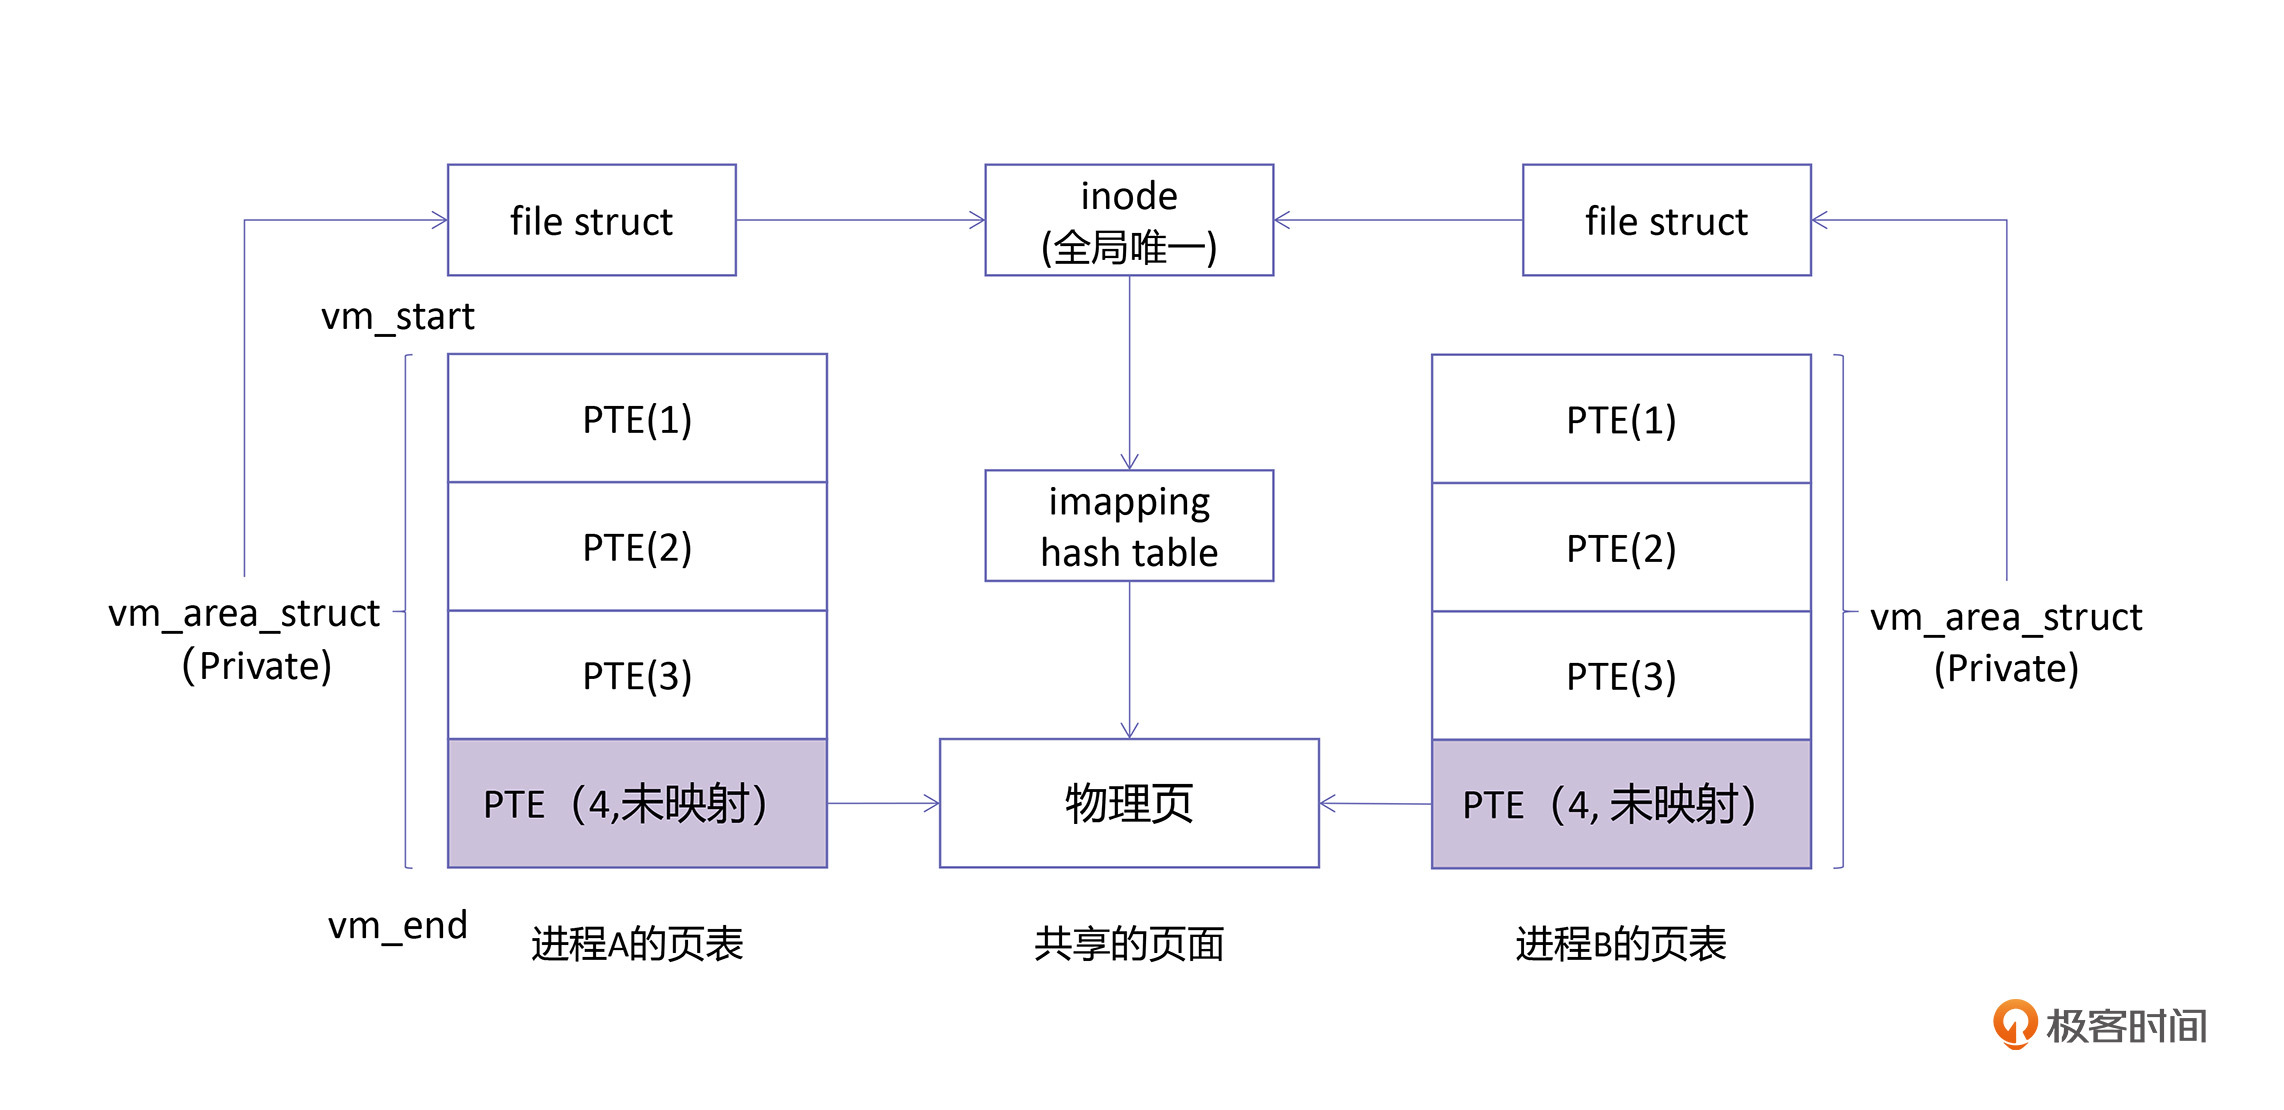 file struct
inode
(全局唯一)
file struct
vm_start
PTE(1)
PTE(2)
PTE(3)
PTE（4,未映射）
vm_area_struct
（Private)
vm_end
imapping
hash table
物理页
PTE(1)
PTE(2)
PTE(3)
PTE（4, 未映射）
vm_area_struct
(Private)
进程A的页表
共享的页面
进程B的页表
极客时间